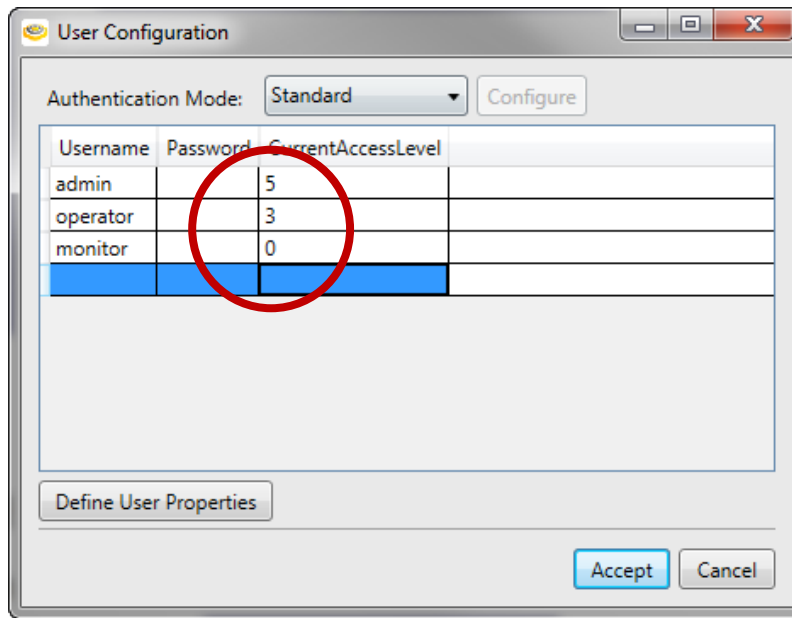 User Configuration
Authentication Mode: Standard Configure
Username Password CurrentAccessLevel
admin 5
operator 3
monitor 0
Define User Properties
Accept Cancel